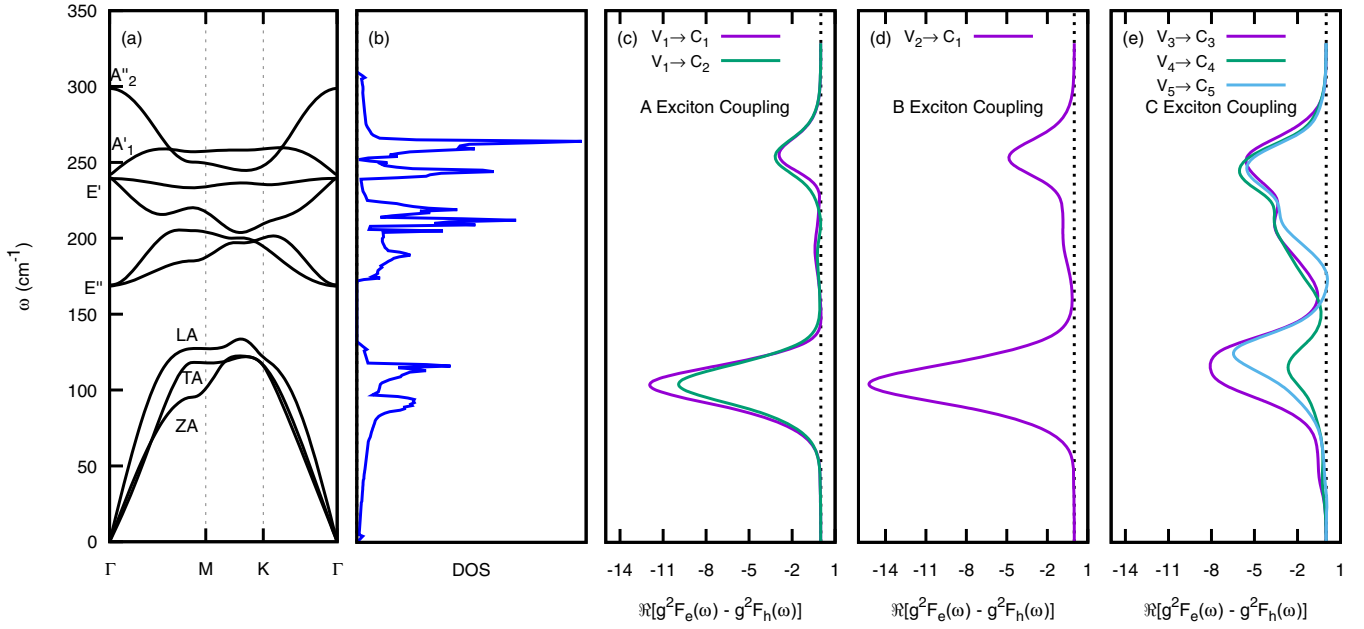 ω (cm⁻¹)
350
300
250
200
150
100
50
0
(a)
A''₂
A'₁
E'
E''
LA
TA
ZA
Γ M K Γ
(b)
DOS
(c)
V₁→ C₁
V₁→ C₂
A Exciton Coupling
-14 -11 -8 -5 -2 1
ℜ[g²Fₑ(ω) - g²Fₕ(ω)]
(d)
V₂→ C₁
B Exciton Coupling
-14 -11 -8 -5 -2 1
ℜ[g²Fₑ(ω) - g²Fₕ(ω)]
(e)
V₃→ C₃
V₄→ C₄
V₅→ C₅
C Exciton Coupling
-14 -11 -8 -5 -2 1
ℜ[g²Fₑ(ω) - g²Fₕ(ω)]